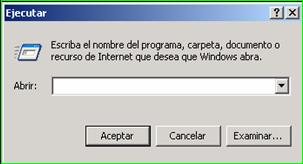 Ejecutar
Escriba el nombre del programa, carpeta, documento o
recurso de Internet que desea que Windows abra.
Abrir:
Aceptar
Cancelar
Examinar...